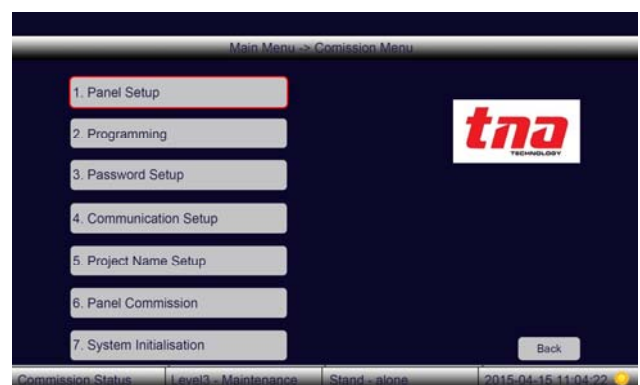 Main Menu -> Comission Menu
1. Panel Setup
2. Programming
3. Password Setup
4. Communication Setup
5. Project Name Setup
6. Panel Commission
7. System Initialisation
tna
TECHNOLOGY
Back
Commission Status Level3 - Maintenance Stand - alone 2015-04-15 11:04:22